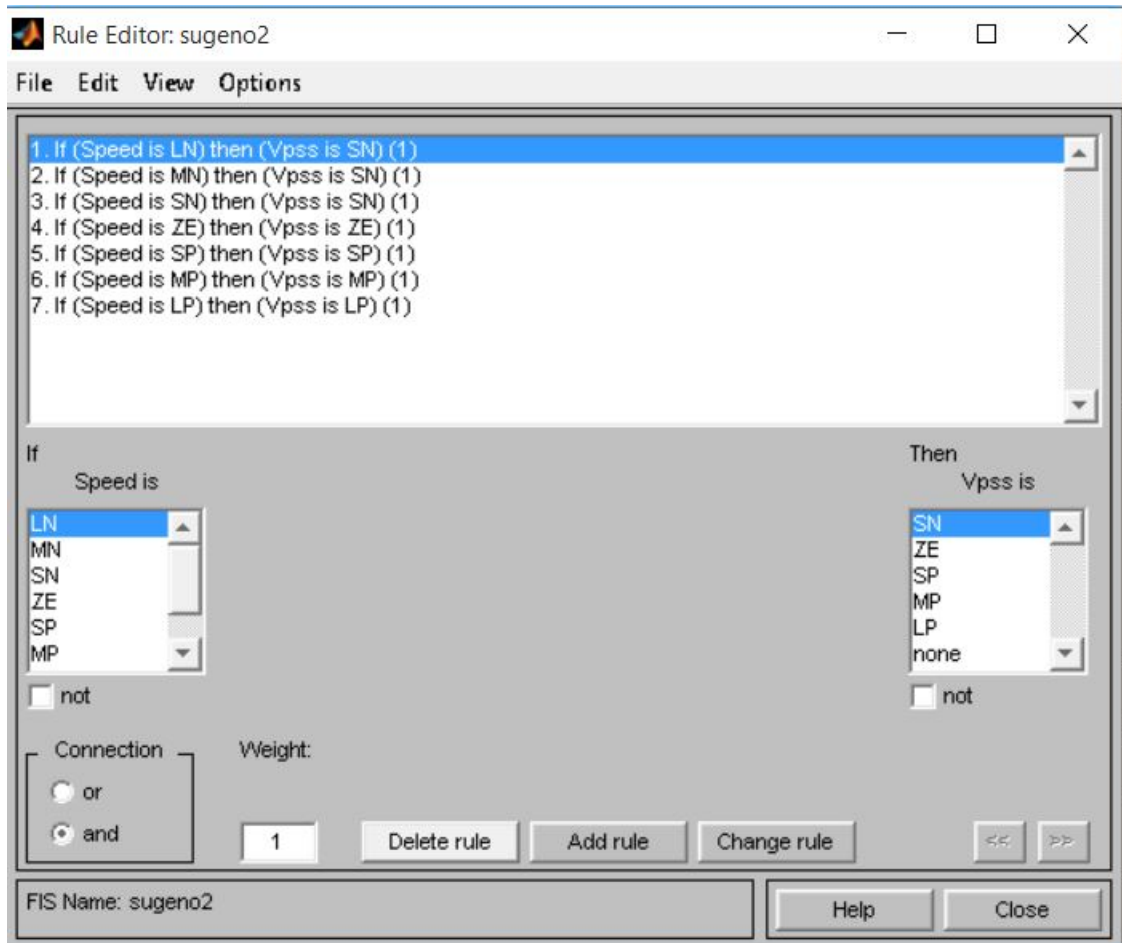 Rule Editor: sugeno2
File Edit View Options
1. If (Speed is LN) then (Vpss is SN) (1)
2. If (Speed is MN) then (Vpss is SN) (1)
3. If (Speed is SN) then (Vpss is SN) (1)
4. If (Speed is ZE) then (Vpss is ZE) (1)
5. If (Speed is SP) then (Vpss is SP) (1)
6. If (Speed is MP) then (Vpss is MP) (1)
7. If (Speed is LP) then (Vpss is LP) (1)
If
Speed is
LN
MN
SN
ZE
SP
MP
not
Then
Vpss is
SN
ZE
SP
MP
LP
none
not
Connection
or
and
Weight:
1
Delete rule
Add rule
Change rule
<<
>>
FIS Name: sugeno2
Help
Close